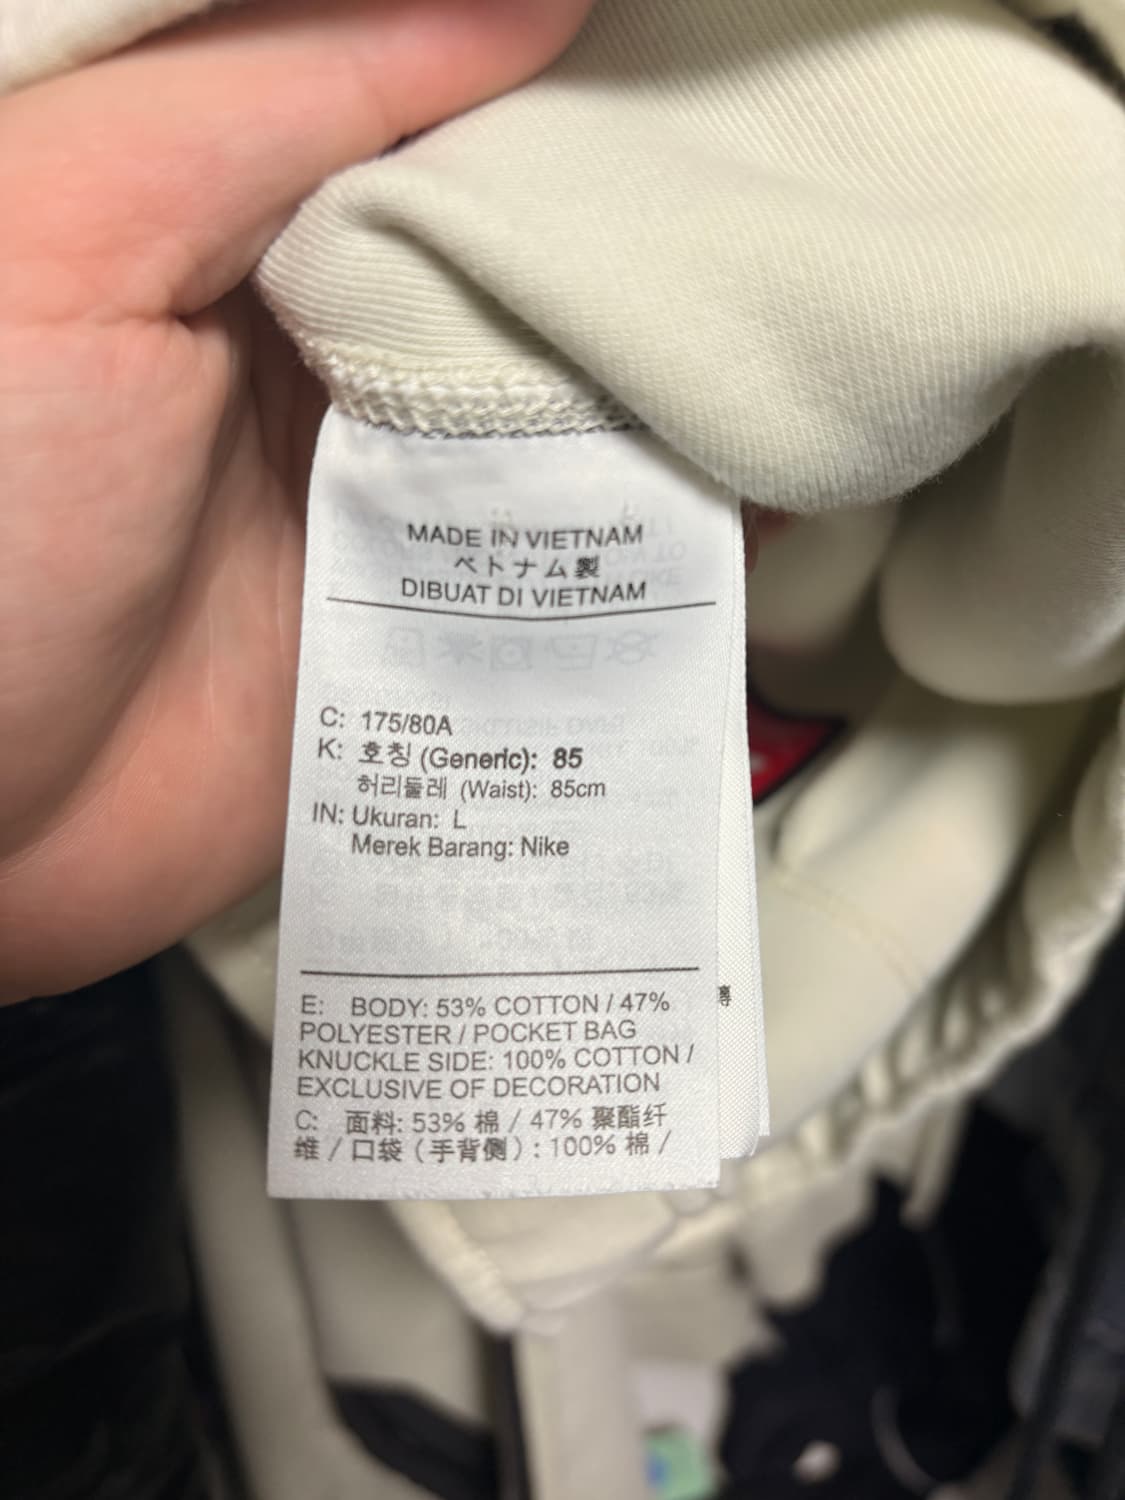 MADE IN VIETNAM
ベトナム製
DIBUAT DI VIETNAM
C: 175/80A
K: 호칭 (Generic): 85
허리둘레 (Waist): 85cm
IN: Ukuran: L
Merek Barang: Nike
E: BODY: 53% COTTON / 47%
POLYESTER / POCKET BAG
KNUCKLE SIDE: 100% COTTON /
EXCLUSIVE OF DECORATION
C: 面料: 53% 棉 / 47% 聚酯纤
维 / 口袋 (手背侧) : 100% 棉 /